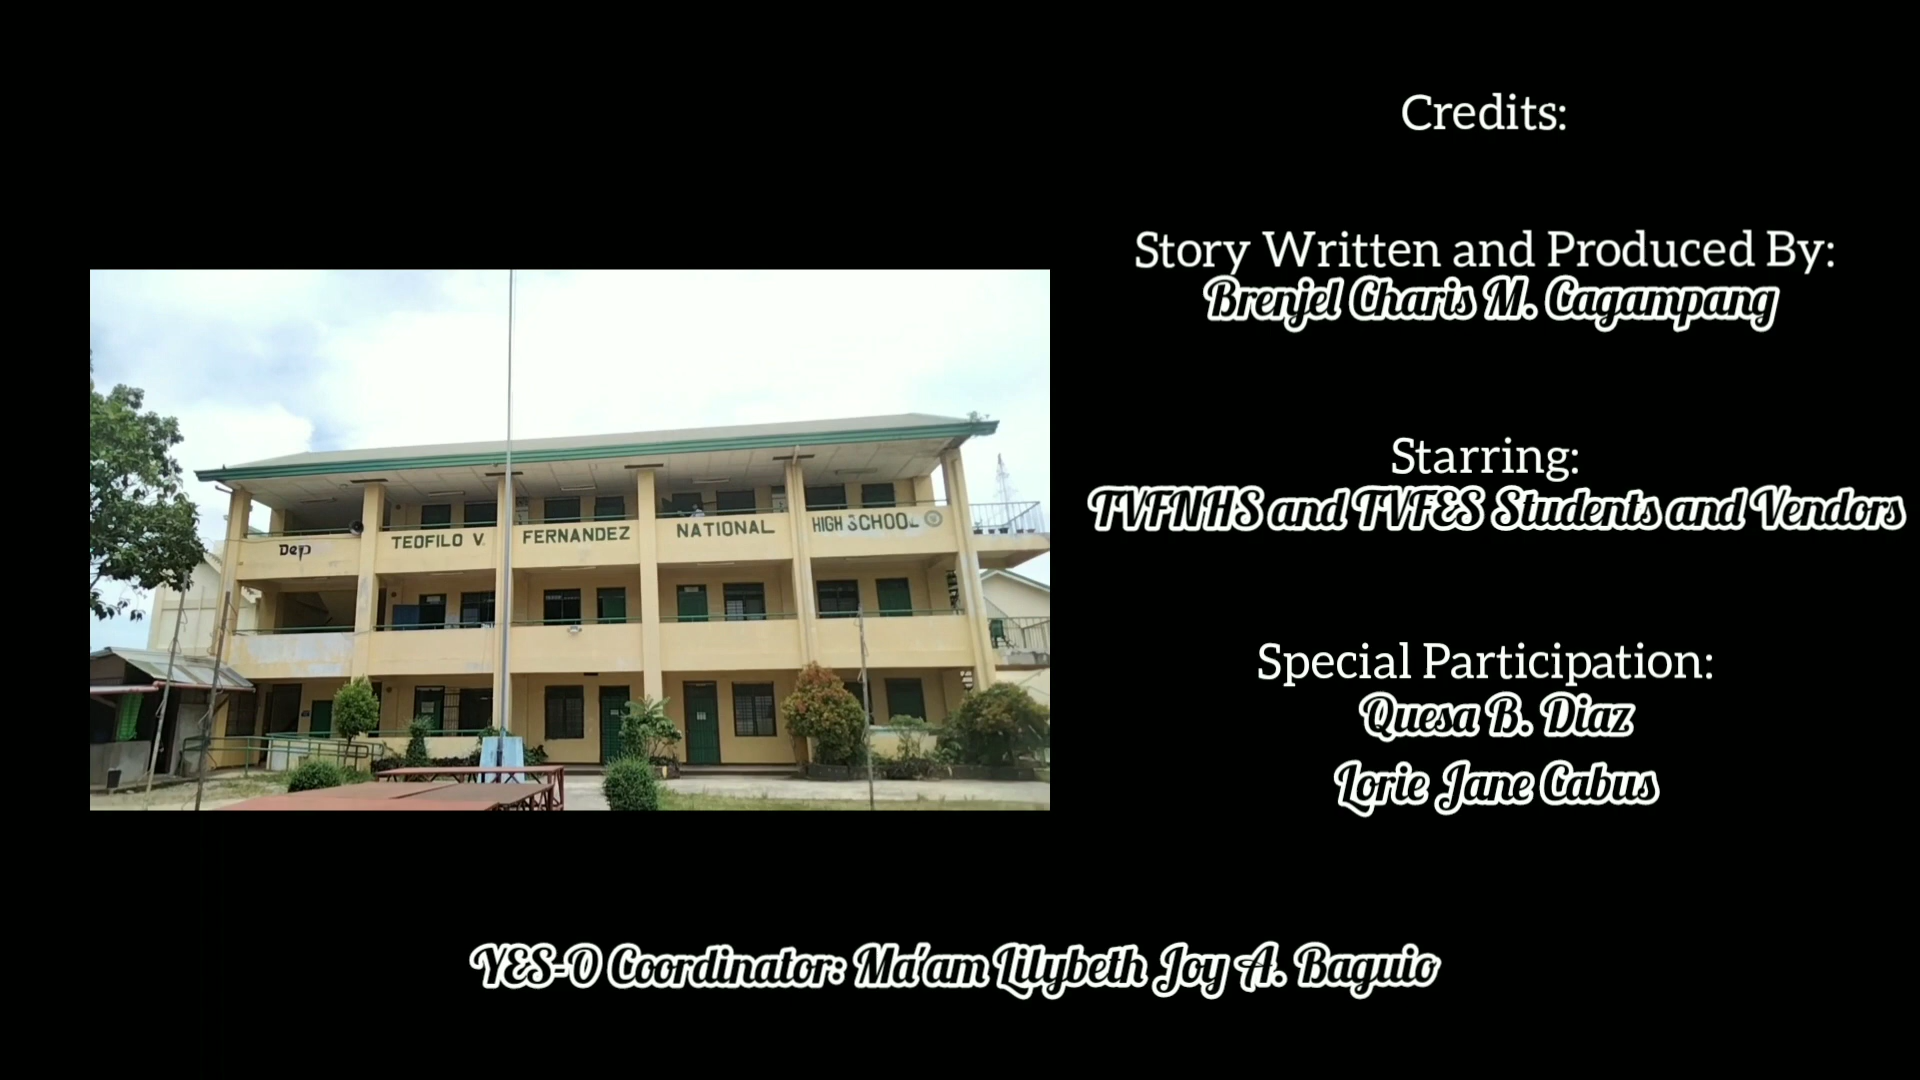 Credits:
Story Written and Produced By:
Brenjel Charis M. Cagampang
Starring:
TVFNHS and TVFES Students and Vendors
Special Participation:
Quesa B. Diaz
Lorie Jane Cabus
DepED
TEOFILO V. FERNANDEZ NATIONAL HIGH SCHOOL
YES-O Coordinator: Ma'am Lilybeth Joy A. Baguio